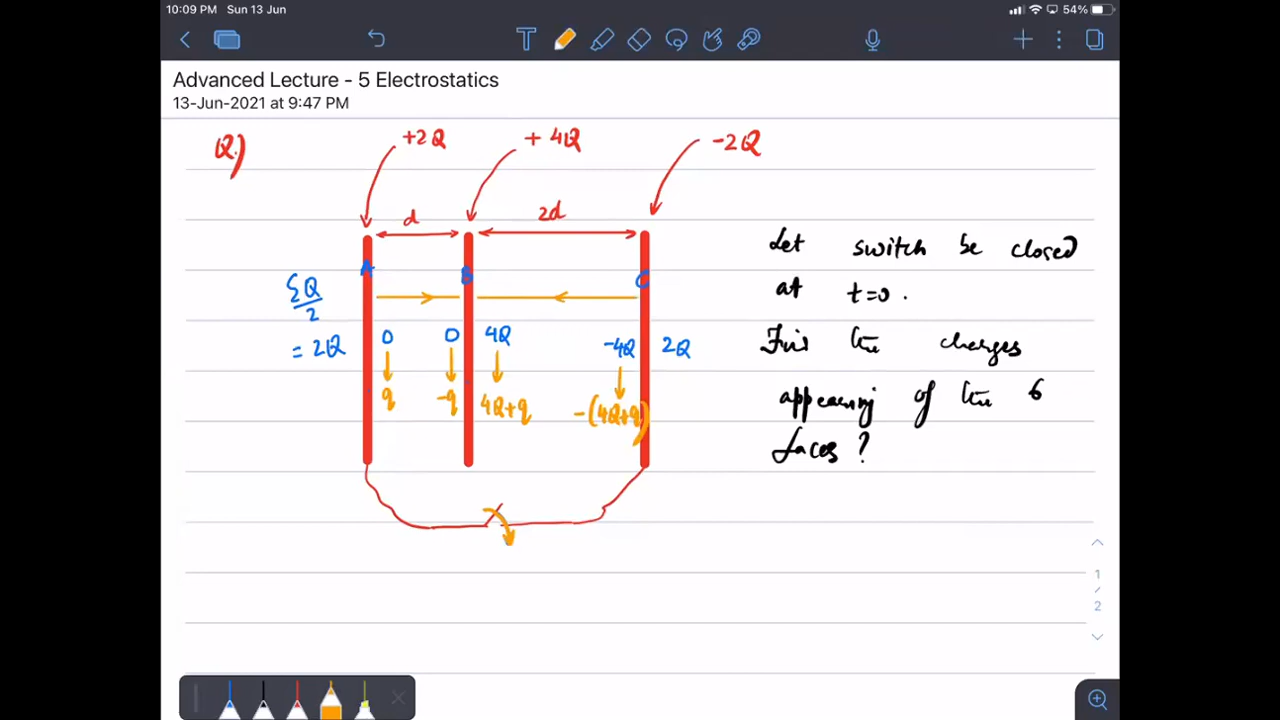 10:09 PM Sun 13 Jun 54%
T
Advanced Lecture - 5 Electrostatics
13-Jun-2021 at 9:47 PM
Q.) +2Q + 4Q -2Q
d 2d
A B C
Let switch be closed
at t=0.
ΣQ/2
= 2Q 0 0 4Q -4Q 2Q
q -q 4Q+q -(4Q+q)
Find the charges
appearing of the 6
faces ?
1
/
2